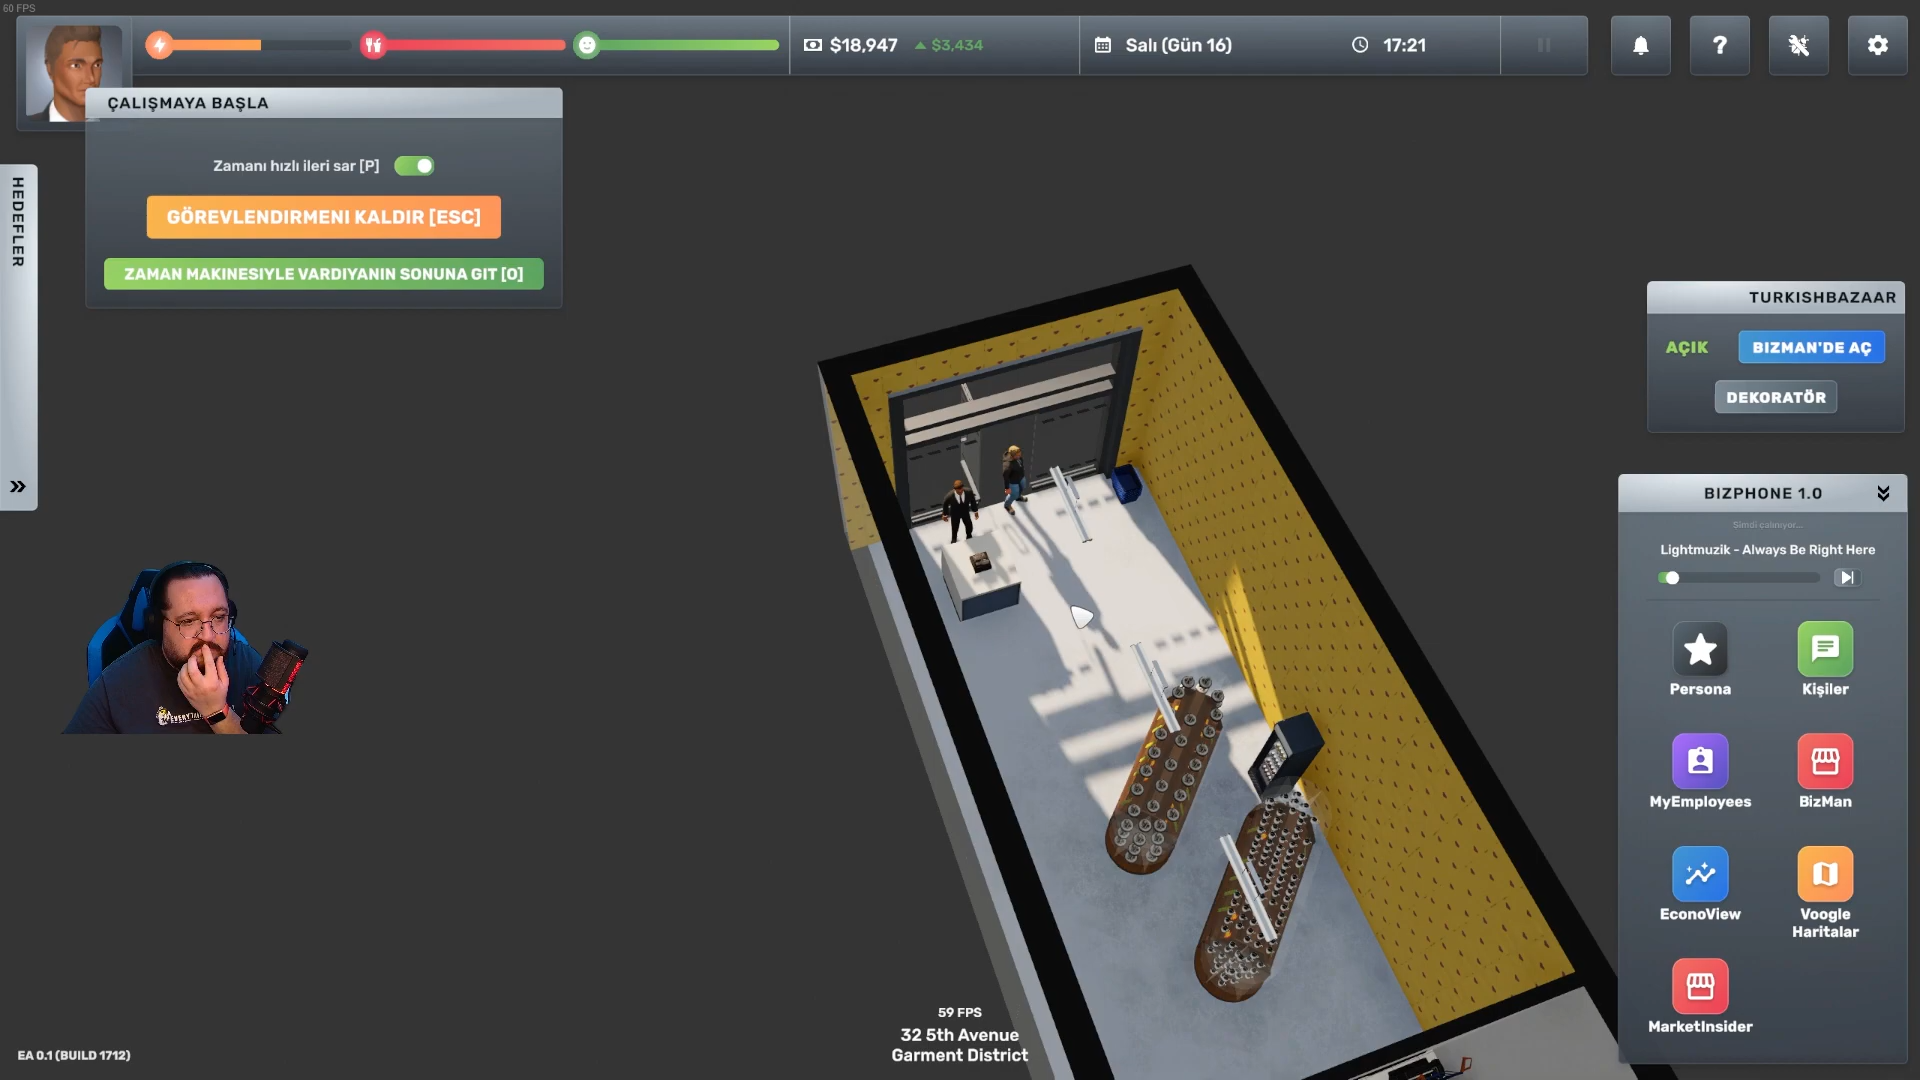 60 FPS
$18,947
$3,434
Salı (Gün 16)
17:21
?
ÇALIŞMAYA BAŞLA
Zamanı hızlı ileri sar [P]
GÖREVLENDIRMENI KALDIR [ESC]
ZAMAN MAKINESIYLE VARDIYANIN SONUNA GIT [O]
HEDEFLER
TURKISHBAZAAR
AÇIK
BIZMAN'DE AÇ
DEKORATÖR
BIZPHONE 1.0
Şimdi çalınıyor...
Lightmuzik - Always Be Right Here
Persona
Kişiler
MyEmployees
BizMan
EconoView
Voogle
Haritalar
MarketInsider
59 FPS
32 5th Avenue
Garment District
EA 0.1 (BUILD 1712)